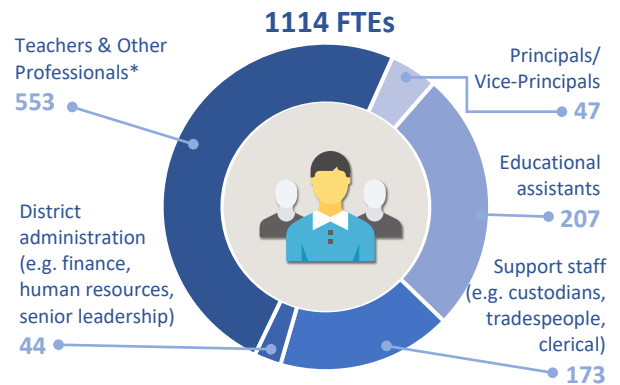 1114 FTEs
Teachers & Other
Professionals*
553
Principals/
Vice-Principals
47
Educational
assistants
207
District
administration
(e.g. finance,
human resources,
senior leadership)
44
Support staff
(e.g. custodians,
tradespeople,
clerical)
173